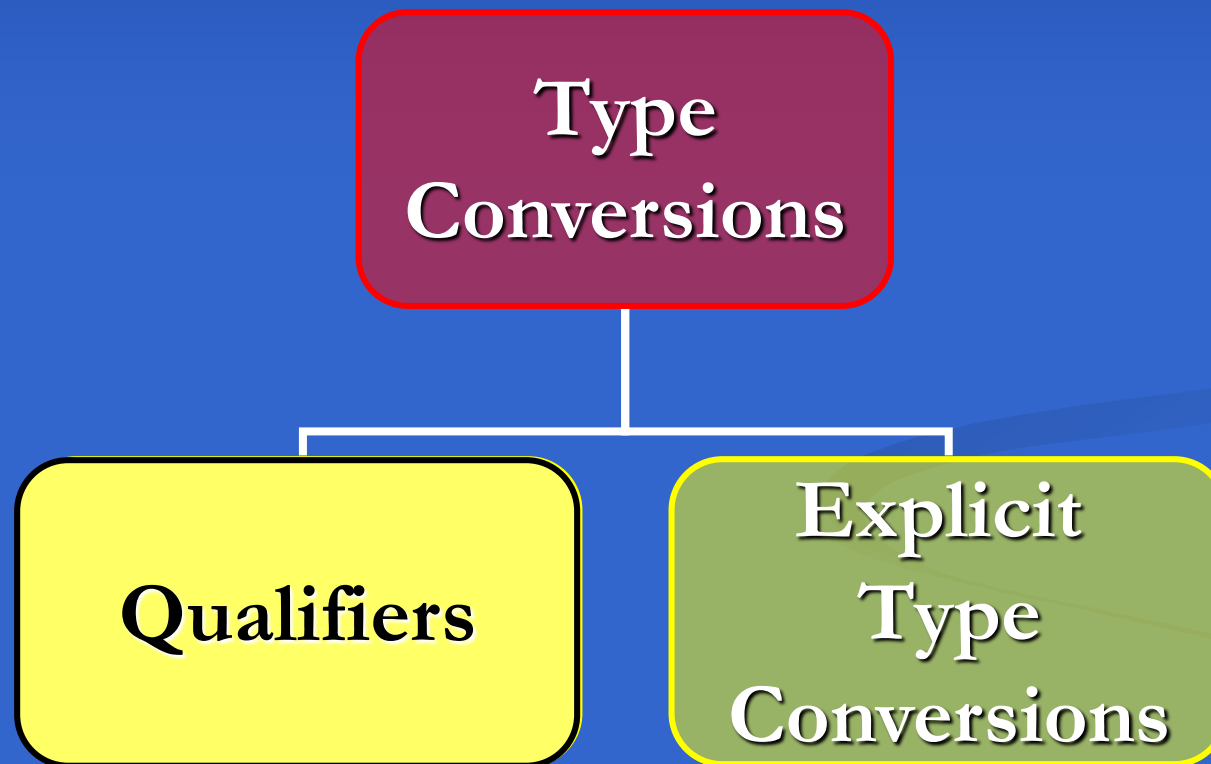 Type
Conversions
Qualifiers
Explicit
Type
Conversions